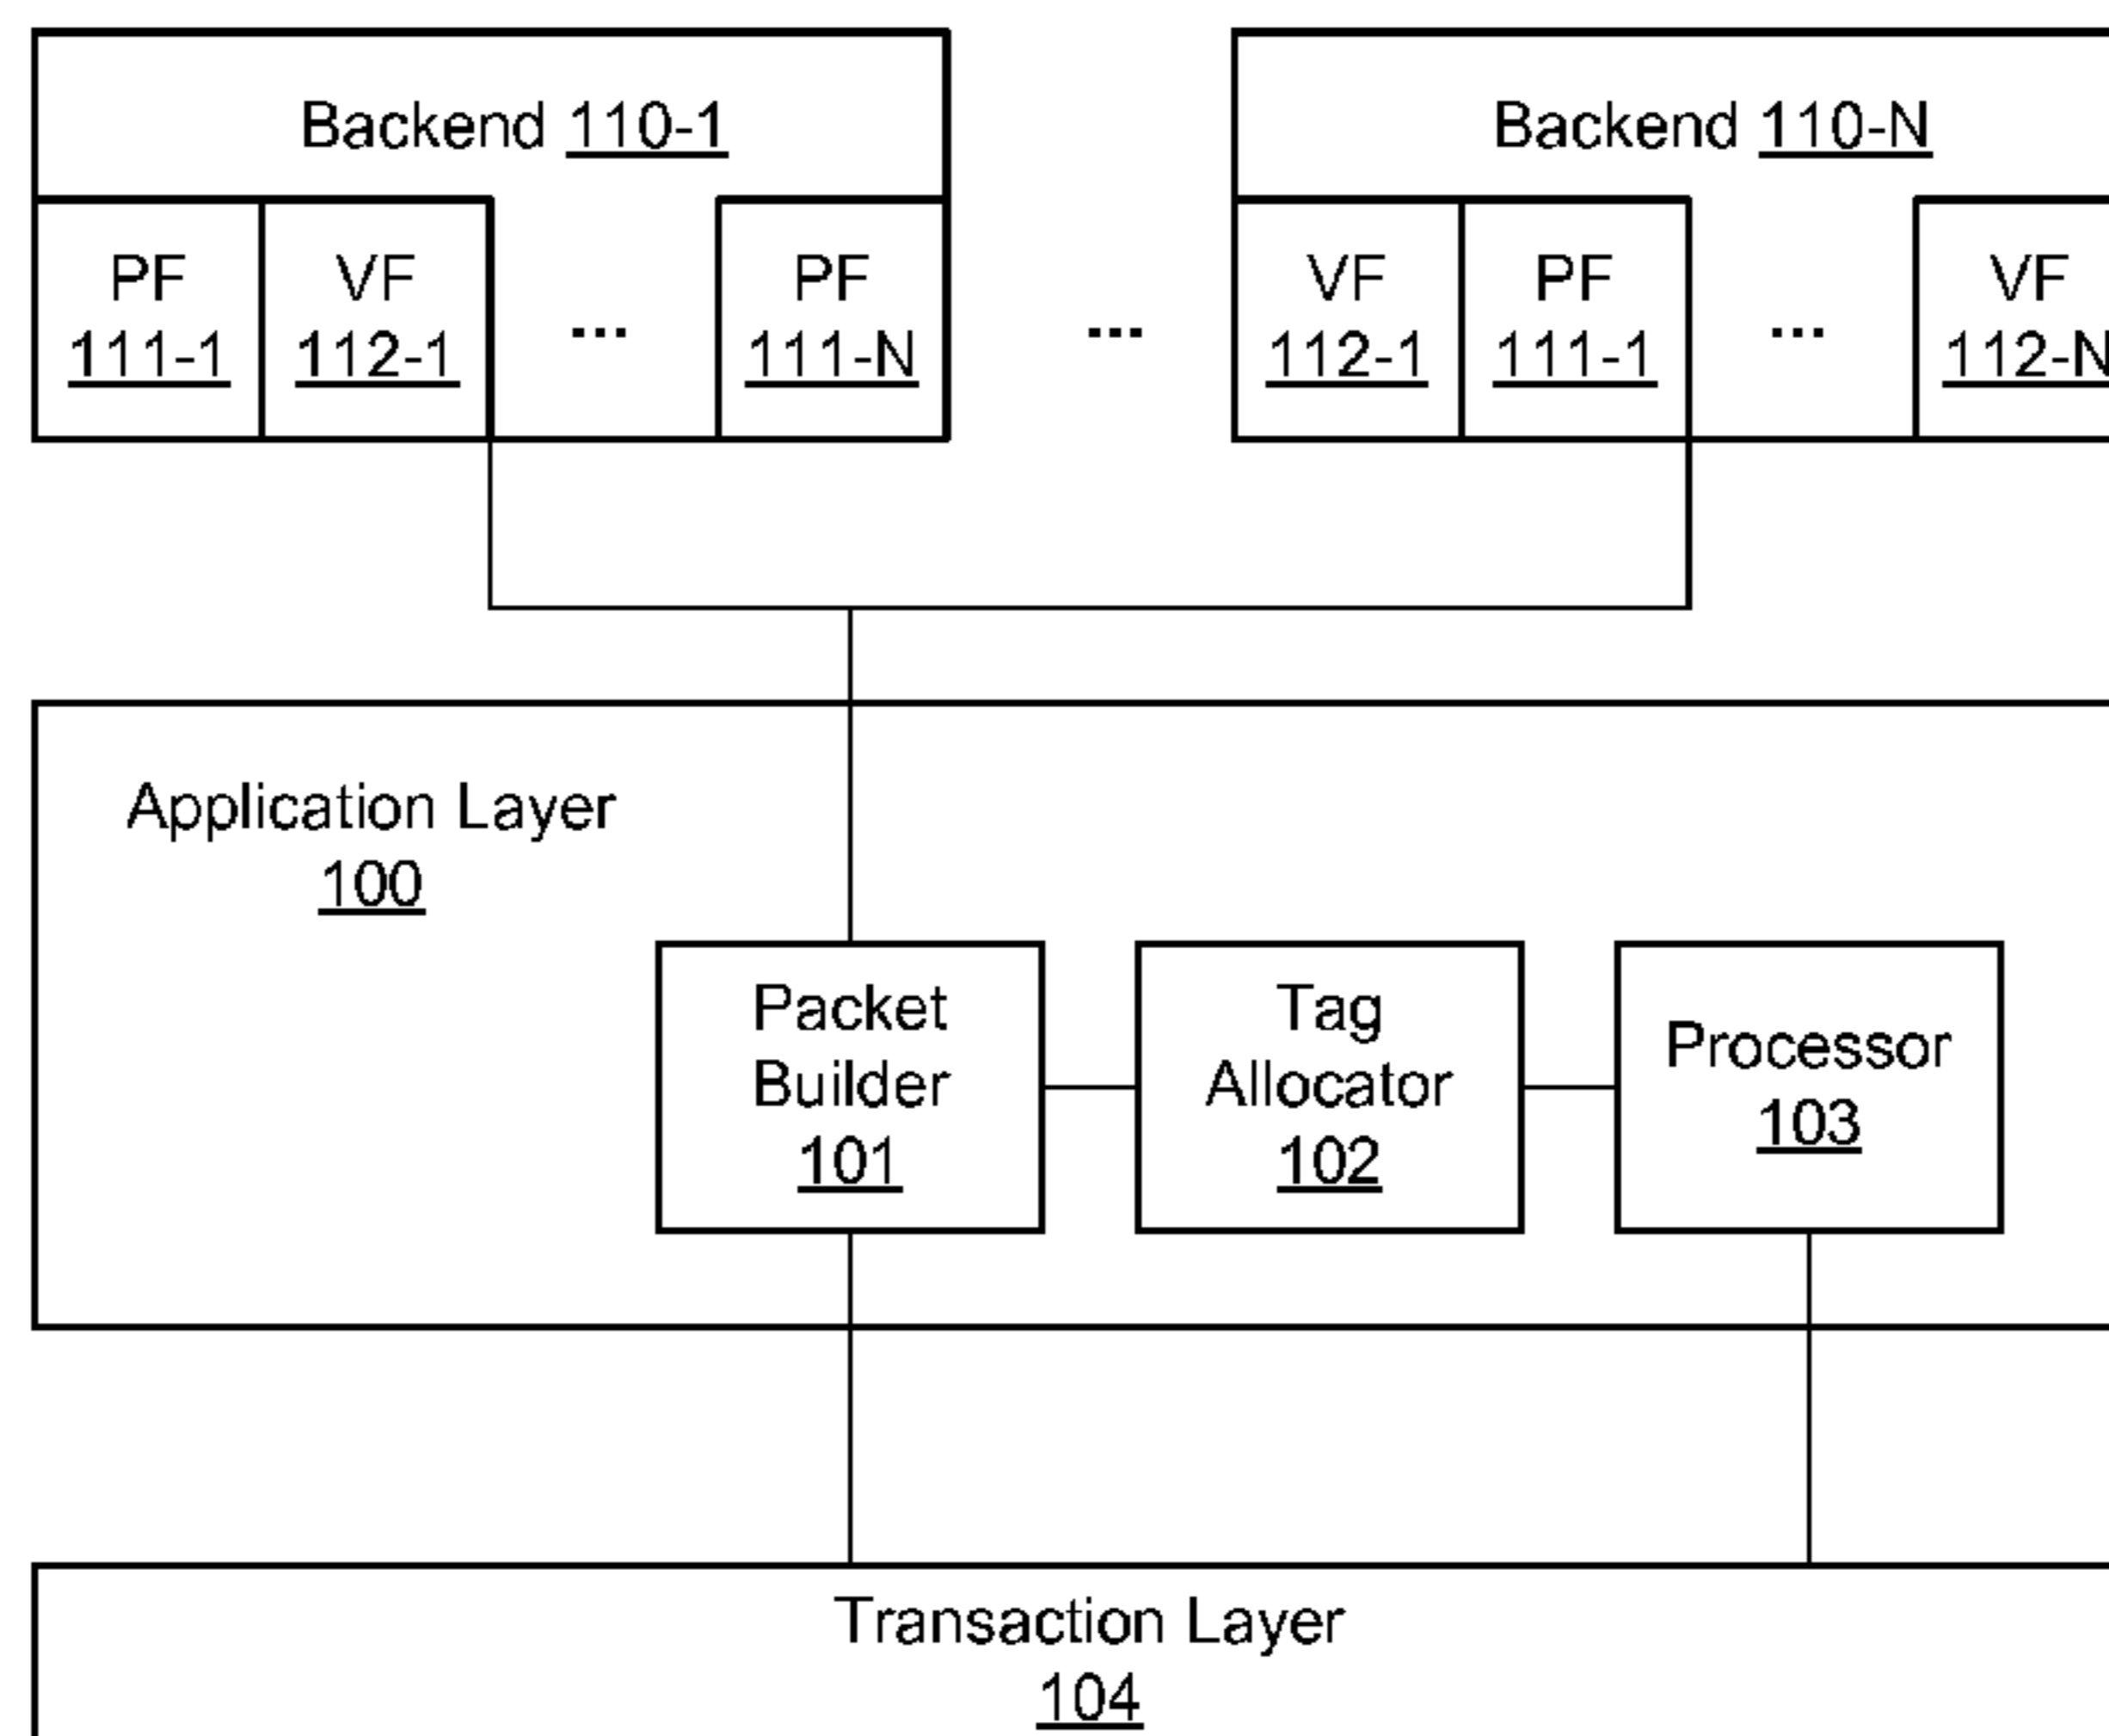 Backend 110-1
Backend 110-N
PF
111-1
VF
112-1
...
PF
111-N
...
VF
112-1
PF
111-1
...
VF
112-N
Application Layer
100
Packet
Builder
101
Tag
Allocator
102
Processor
103
Transaction Layer
104